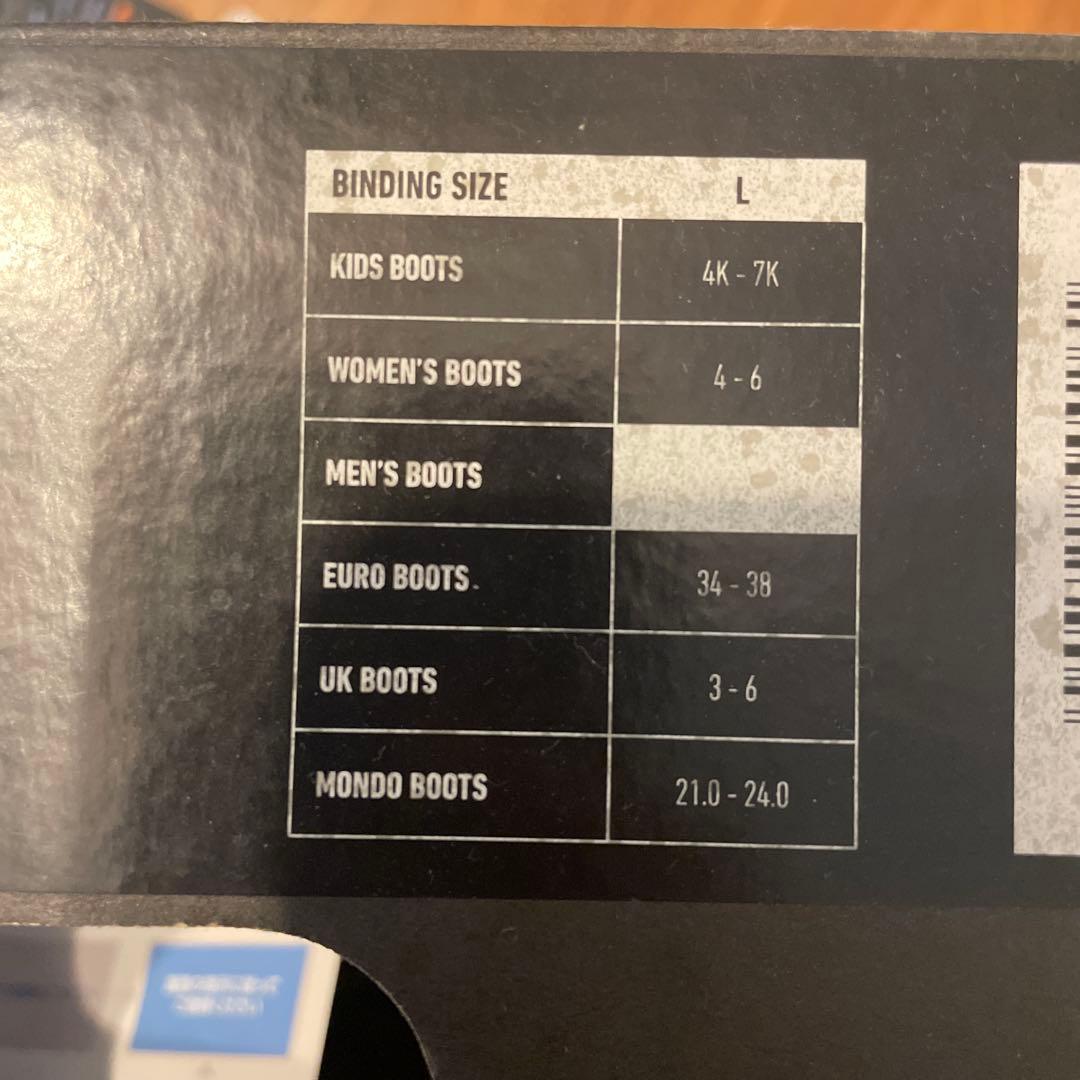 BINDING SIZE L
KIDS BOOTS 4K - 7K
WOMEN'S BOOTS 4 - 6
MEN'S BOOTS
EURO BOOTS 34 - 38
UK BOOTS 3 - 6
MONDO BOOTS 21.0 - 24.0